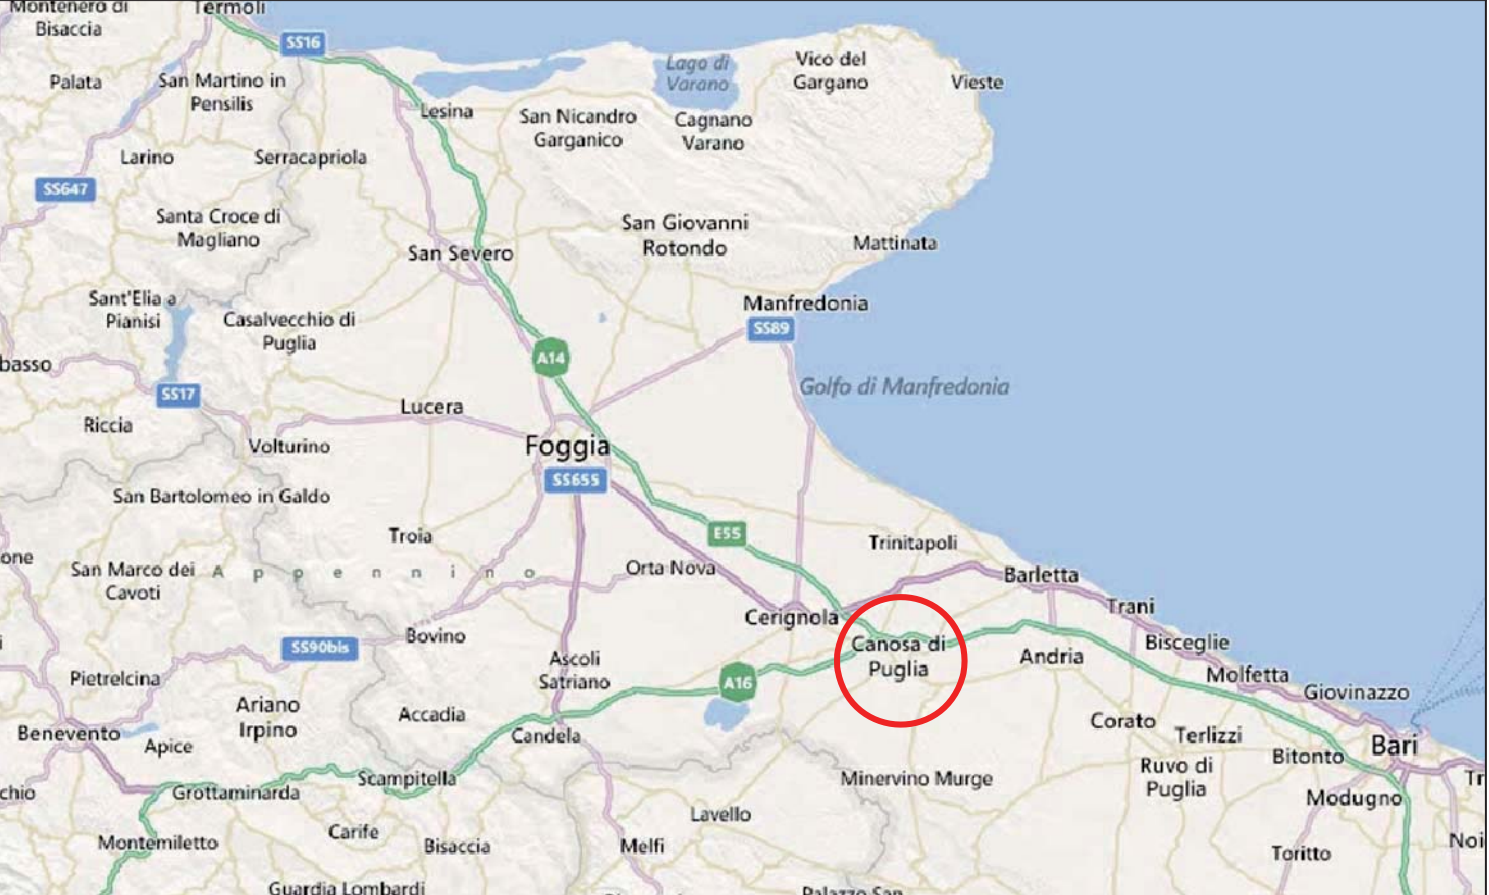 Montenero di
Bisaccia
Termoli
SS16
Palata
San Martino in
Pensilis
Lesina
Lago di
Varano
Vico del
Gargano
Vieste
San Nicandro
Garganico
Cagnano
Varano
Larino
Serracapriola
SS647
Santa Croce di
Magliano
San Severo
San Giovanni
Rotondo
Mattinata
Sant'Elia a
Pianisi
Casalvecchio di
Puglia
Manfredonia
SS89
A14
basso
SS17
Golfo di Manfredonia
Lucera
Riccia
Volturino
Foggia
SS655
San Bartolomeo in Galdo
Troia
E55
Trinitapoli
one
San Marco dei
Cavoti
Appennino
Orta Nova
Barletta
Cerignola
Trani
Bovino
SS90bis
Canosa di
Puglia
Bisceglie
Andria
Ascoli
Satriano
A16
Molfetta
Pietrelcina
Giovinazzo
Ariano
Irpino
Accadia
Corato
Terlizzi
Benevento
Apice
Candela
Bari
Bitonto
Scampitella
Minervino Murge
Ruvo di
Puglia
Tr
chio
Grottaminarda
Modugno
Lavello
Montemiletto
Carife
Bisaccia
Melfi
Toritto
Noi
Guardia Lombardi
Palazzo San